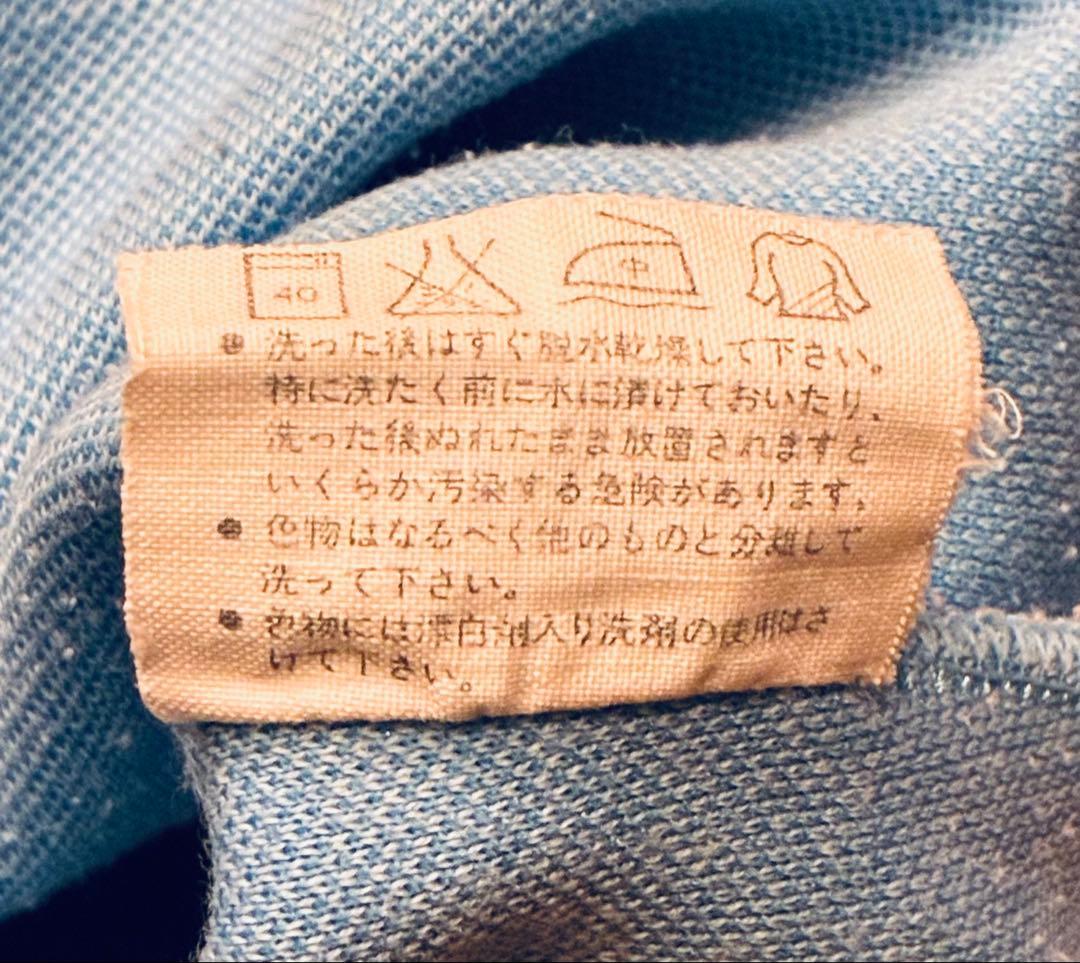 40 中
● 洗った後はすぐ脱水乾燥して下さい。
特に洗たく前に水に漬けておいたり、
洗った後ぬれたまま放置されますと
いくらか汚染する危険があります。
● 色物はなるべく他のものと分離して
洗って下さい。
● 色物には漂白剤入り洗剤の使用はさ
けて下さい。